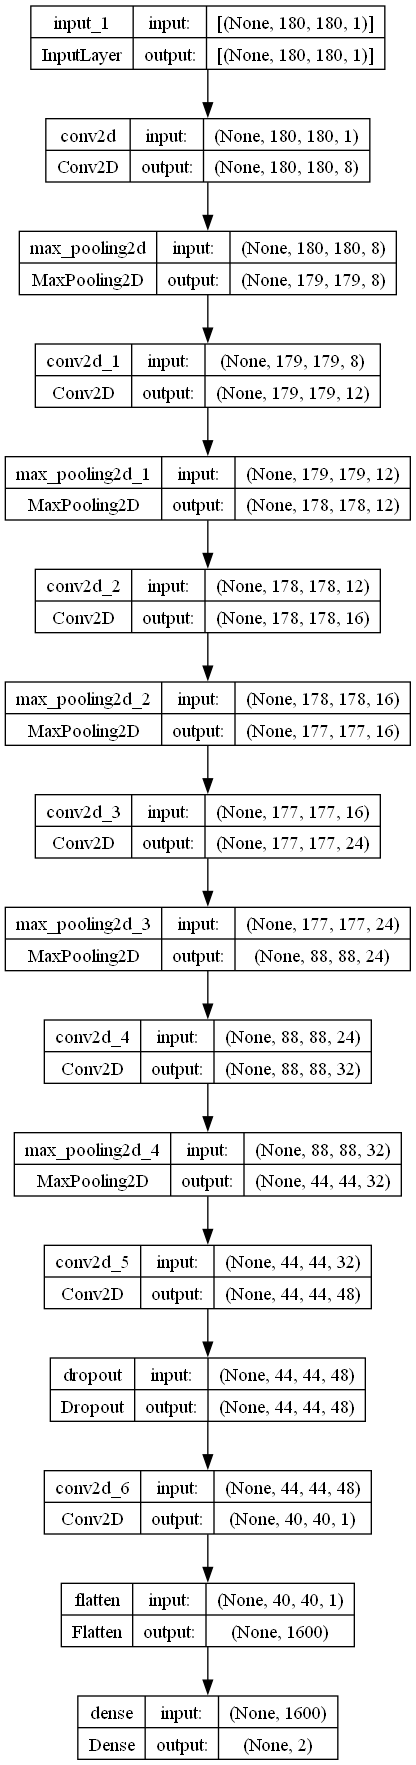 input_1 input: [(None, 180, 180, 1)]
InputLayer output: [(None, 180, 180, 1)]
conv2d input: (None, 180, 180, 1)
Conv2D output: (None, 180, 180, 8)
max_pooling2d input: (None, 180, 180, 8)
MaxPooling2D output: (None, 179, 179, 8)
conv2d_1 input: (None, 179, 179, 8)
Conv2D output: (None, 179, 179, 12)
max_pooling2d_1 input: (None, 179, 179, 12)
MaxPooling2D output: (None, 178, 178, 12)
conv2d_2 input: (None, 178, 178, 12)
Conv2D output: (None, 178, 178, 16)
max_pooling2d_2 input: (None, 178, 178, 16)
MaxPooling2D output: (None, 177, 177, 16)
conv2d_3 input: (None, 177, 177, 16)
Conv2D output: (None, 177, 177, 24)
max_pooling2d_3 input: (None, 177, 177, 24)
MaxPooling2D output: (None, 88, 88, 24)
conv2d_4 input: (None, 88, 88, 24)
Conv2D output: (None, 88, 88, 32)
max_pooling2d_4 input: (None, 88, 88, 32)
MaxPooling2D output: (None, 44, 44, 32)
conv2d_5 input: (None, 44, 44, 32)
Conv2D output: (None, 44, 44, 48)
dropout input: (None, 44, 44, 48)
Dropout output: (None, 44, 44, 48)
conv2d_6 input: (None, 44, 44, 48)
Conv2D output: (None, 40, 40, 1)
flatten input: (None, 40, 40, 1)
Flatten output: (None, 1600)
dense input: (None, 1600)
Dense output: (None, 2)